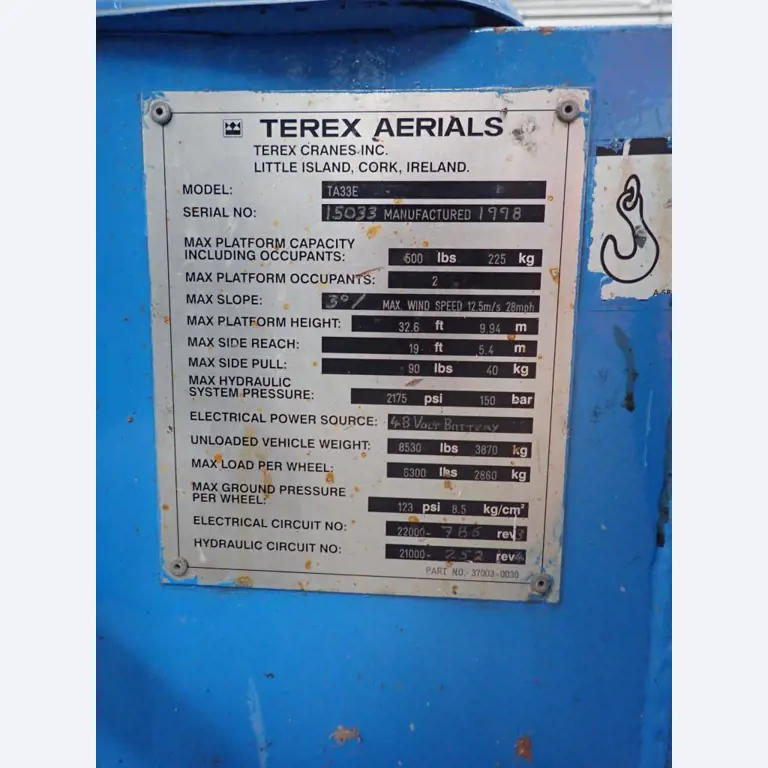 TEREX AERIALS
TEREX CRANES INC.
LITTLE ISLAND, CORK, IRELAND.
MODEL: TA33E
SERIAL NO: 15033 MANUFACTURED 1998
MAX PLATFORM CAPACITY
INCLUDING OCCUPANTS: 500 lbs 225 kg
MAX PLATFORM OCCUPANTS: 2
MAX SLOPE: 3°/ MAX. WIND SPEED 12.5m/s 28mph
MAX PLATFORM HEIGHT: 32.6 ft 9.94 m
MAX SIDE REACH: 19 ft 5.4 m
MAX SIDE PULL: 90 lbs 40 kg
MAX HYDRAULIC
SYSTEM PRESSURE: 2175 psi 150 bar
ELECTRICAL POWER SOURCE: 48 VOLT BATTERY
UNLOADED VEHICLE WEIGHT: 8530 lbs 3870 kg
MAX LOAD PER WHEEL: 6300 lbs 2860 kg
MAX GROUND PRESSURE
PER WHEEL: 123 psi 8.5 kg/cm²
ELECTRICAL CIRCUIT NO: 22000- 785 rev 3
HYDRAULIC CIRCUIT NO: 21000- 252 rev
PART NO.- 37003-0030